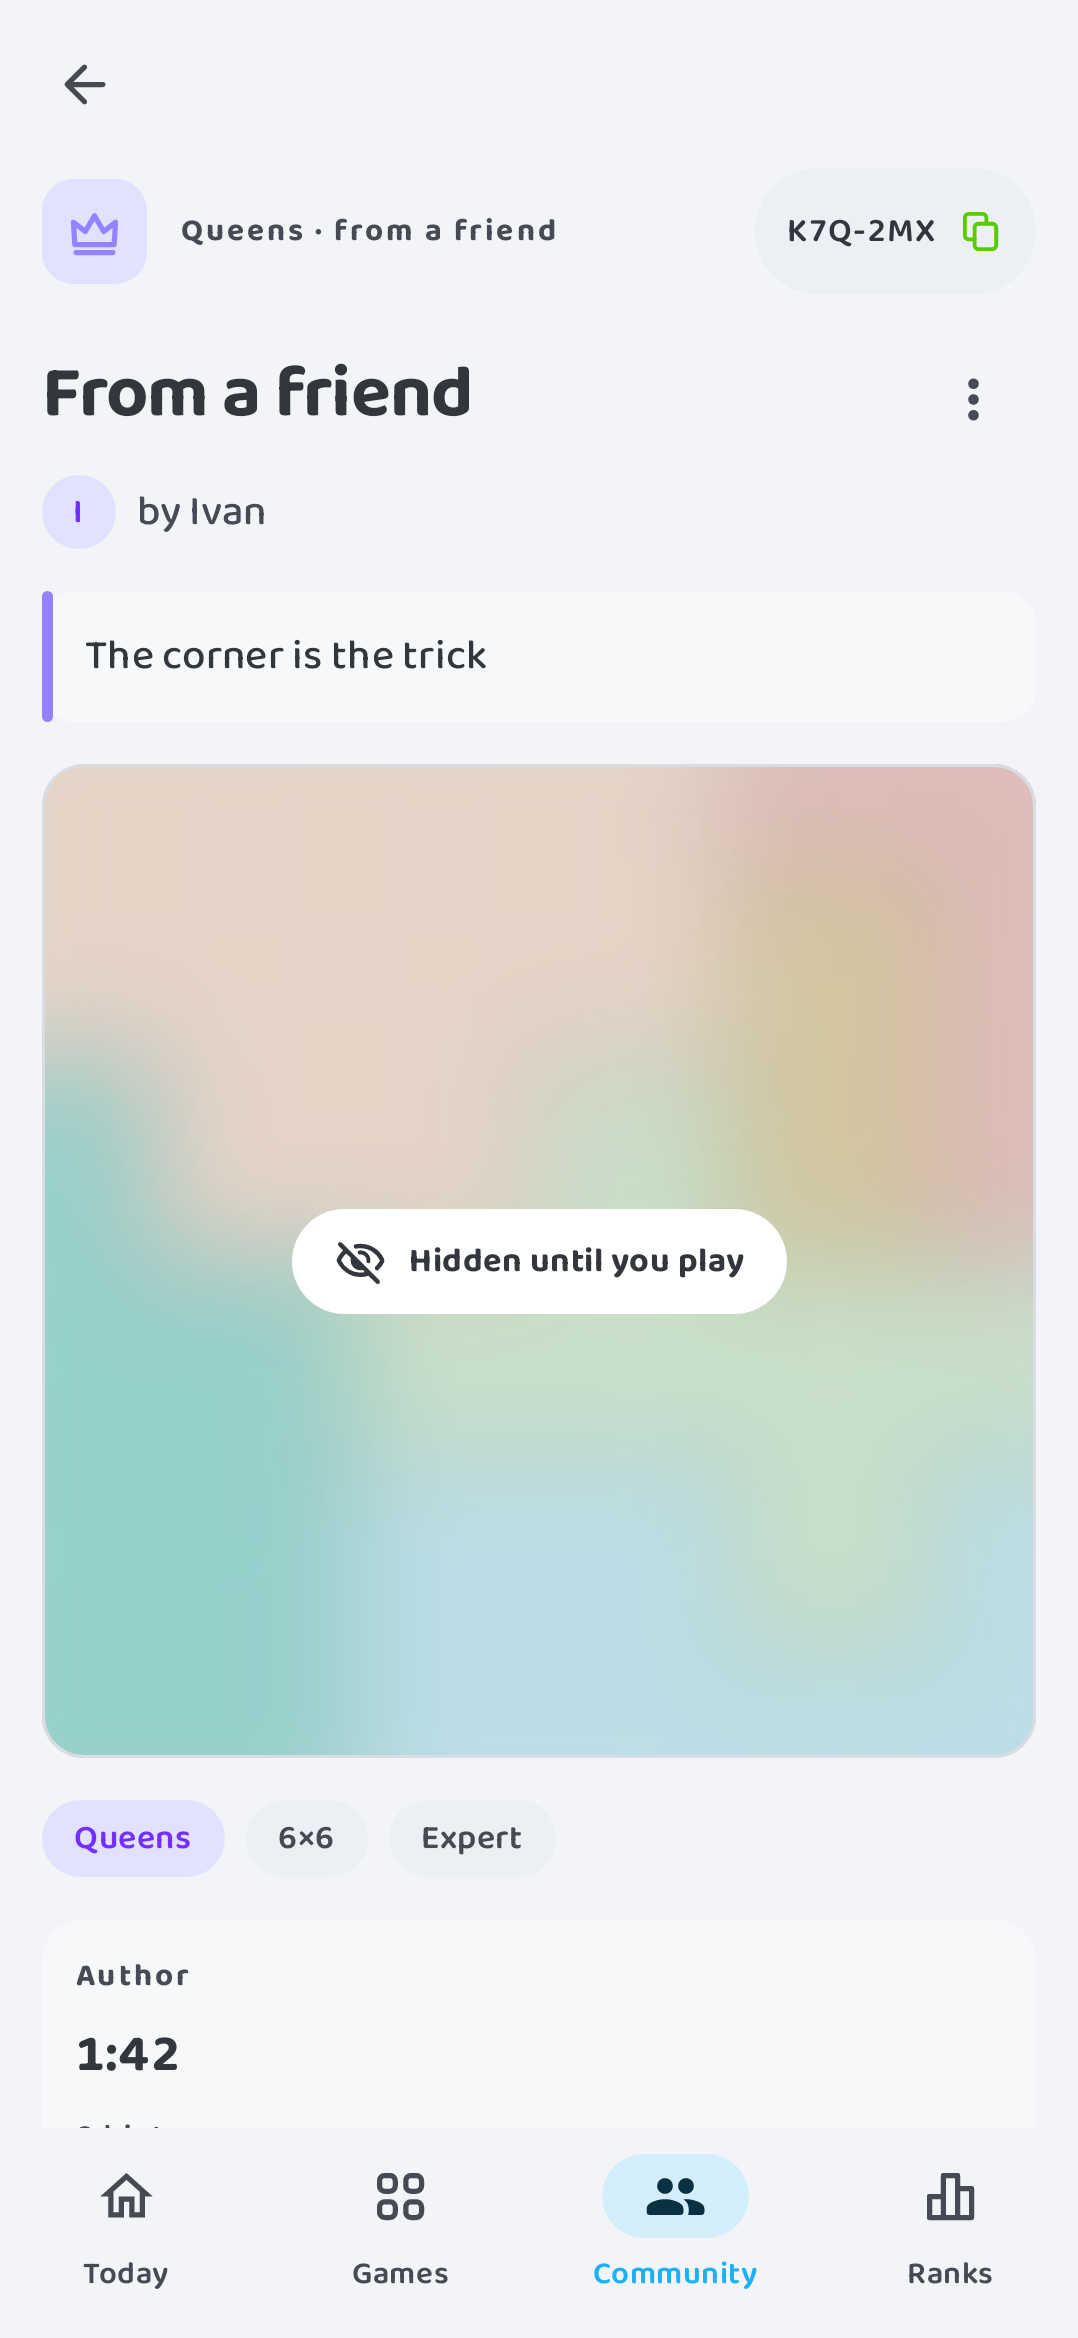 Queens · from a friend
K7Q-2MX
From a friend
I
by Ivan
The corner is the trick
Hidden until you play
Queens
6×6
Expert
Author
1:42
Today
Games
Community
Ranks